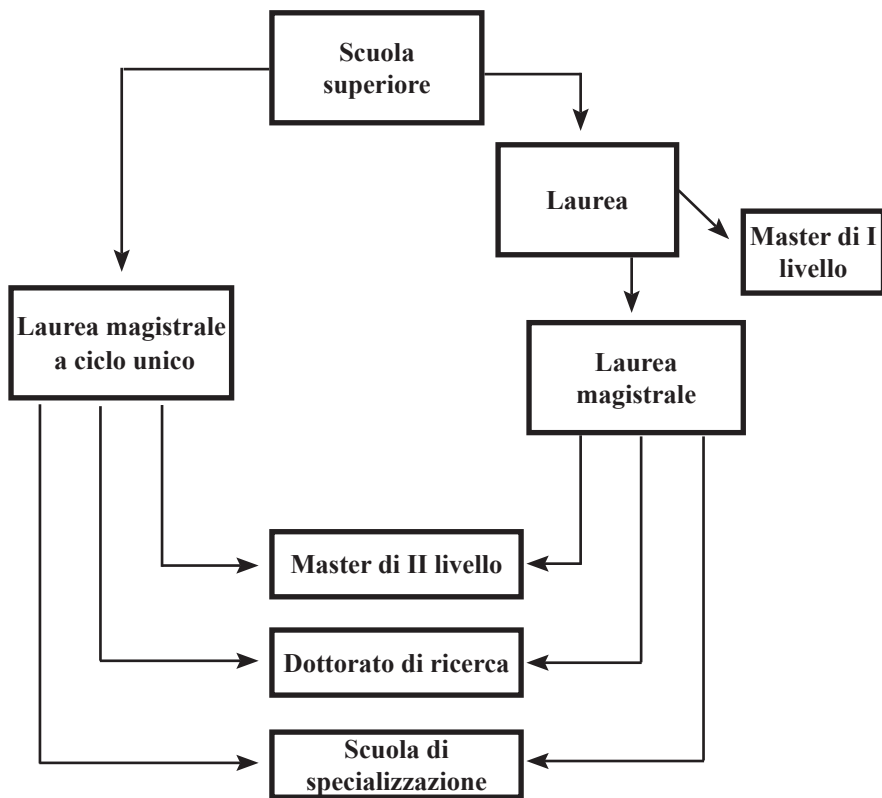 Scuola
superiore
Laurea
Master di I
livello
Laurea magistrale
a ciclo unico
Laurea
magistrale
Master di II livello
Dottorato di ricerca
Scuola di
specializzazione